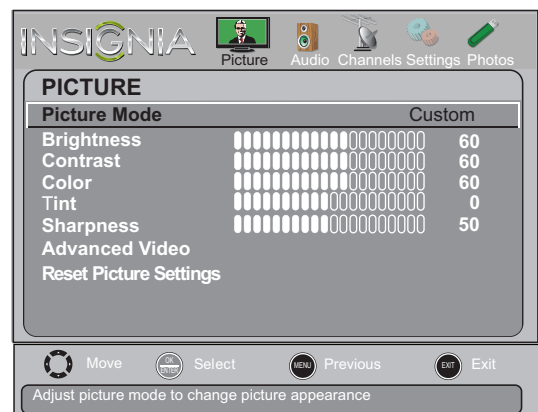 INSIGNIA
Picture Audio Channels Settings Photos
PICTURE
Picture Mode Custom
Brightness 60
Contrast 60
Color 60
Tint 0
Sharpness 50
Advanced Video
Reset Picture Settings
Move OK ENTER Select MENU Previous EXIT Exit
Adjust picture mode to change picture appearance